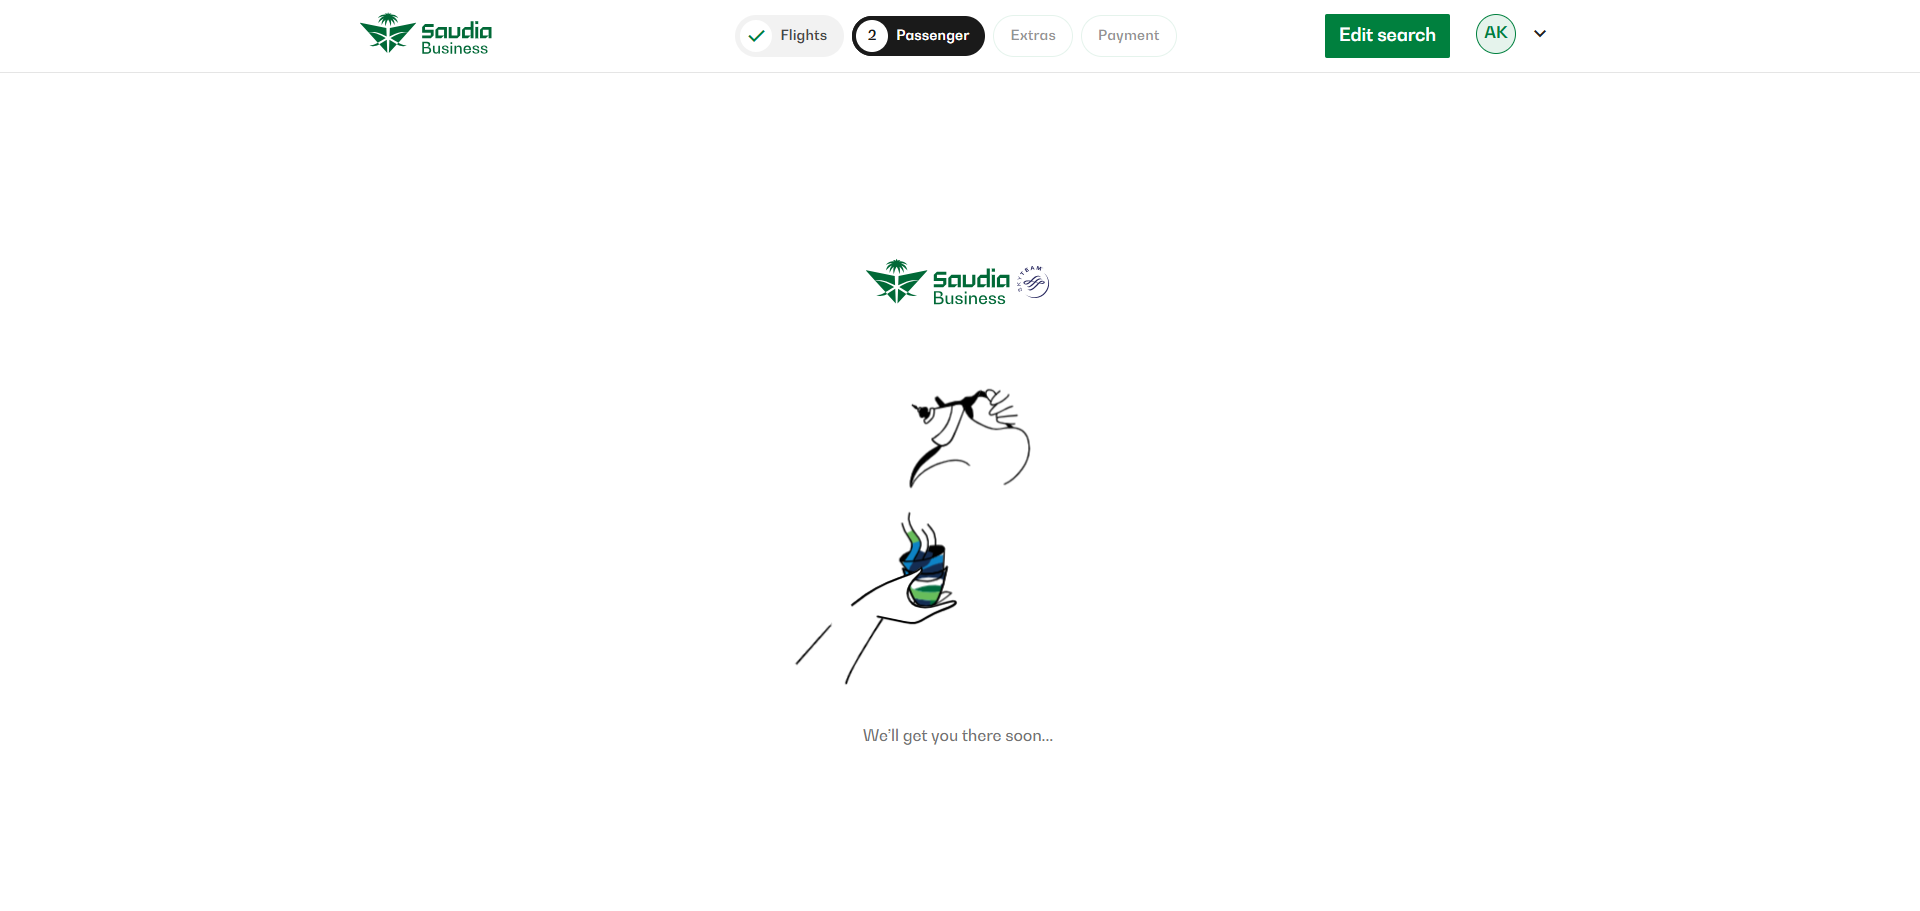 Saudia
Business
Flights
2 Passenger
Extras
Payment
Edit search
AK
Saudia
Business
SKYTEAM
We'll get you there soon...